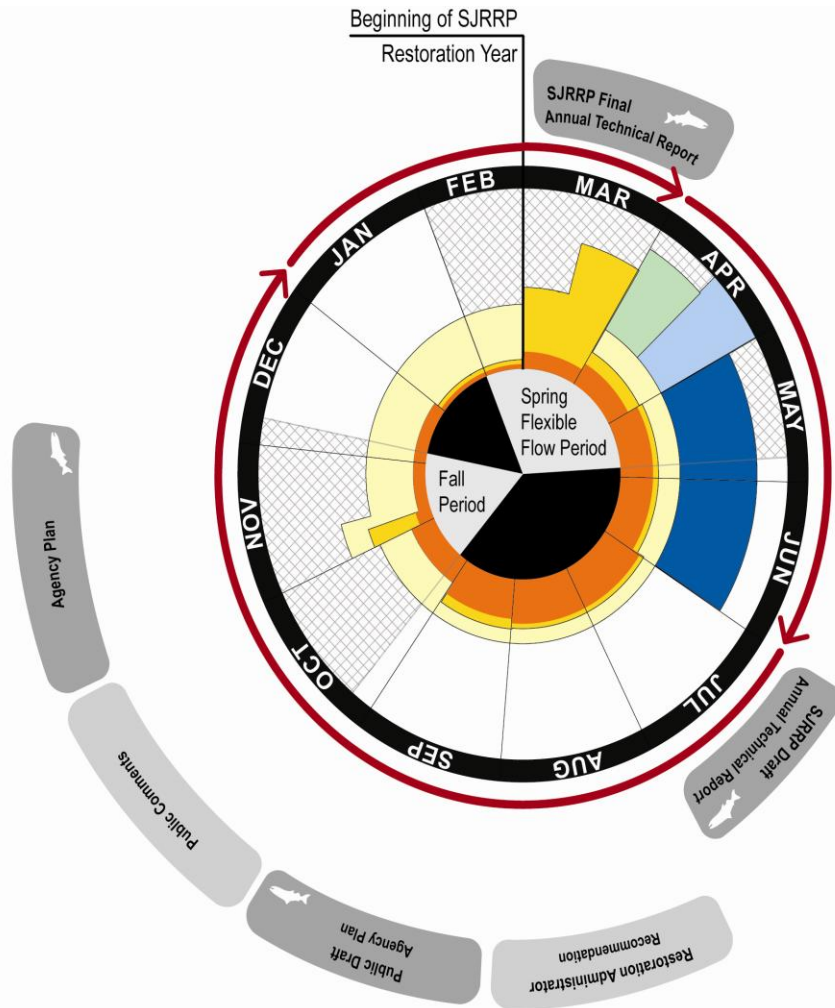 Beginning of SJRRP
Restoration Year
SJRRP Final
Annual Technical Report
FEB
MAR
JAN
APR
DEC
MAY
Spring
Flexible
Flow Period
Fall
Period
NOV
JUN
OCT
JUL
SEP
AUG
Agency Plan
SJRRP Draft
Annual Technical Report
Public Comments
Public Draft
Agency Plan
Restoration Administrator
Recommendation